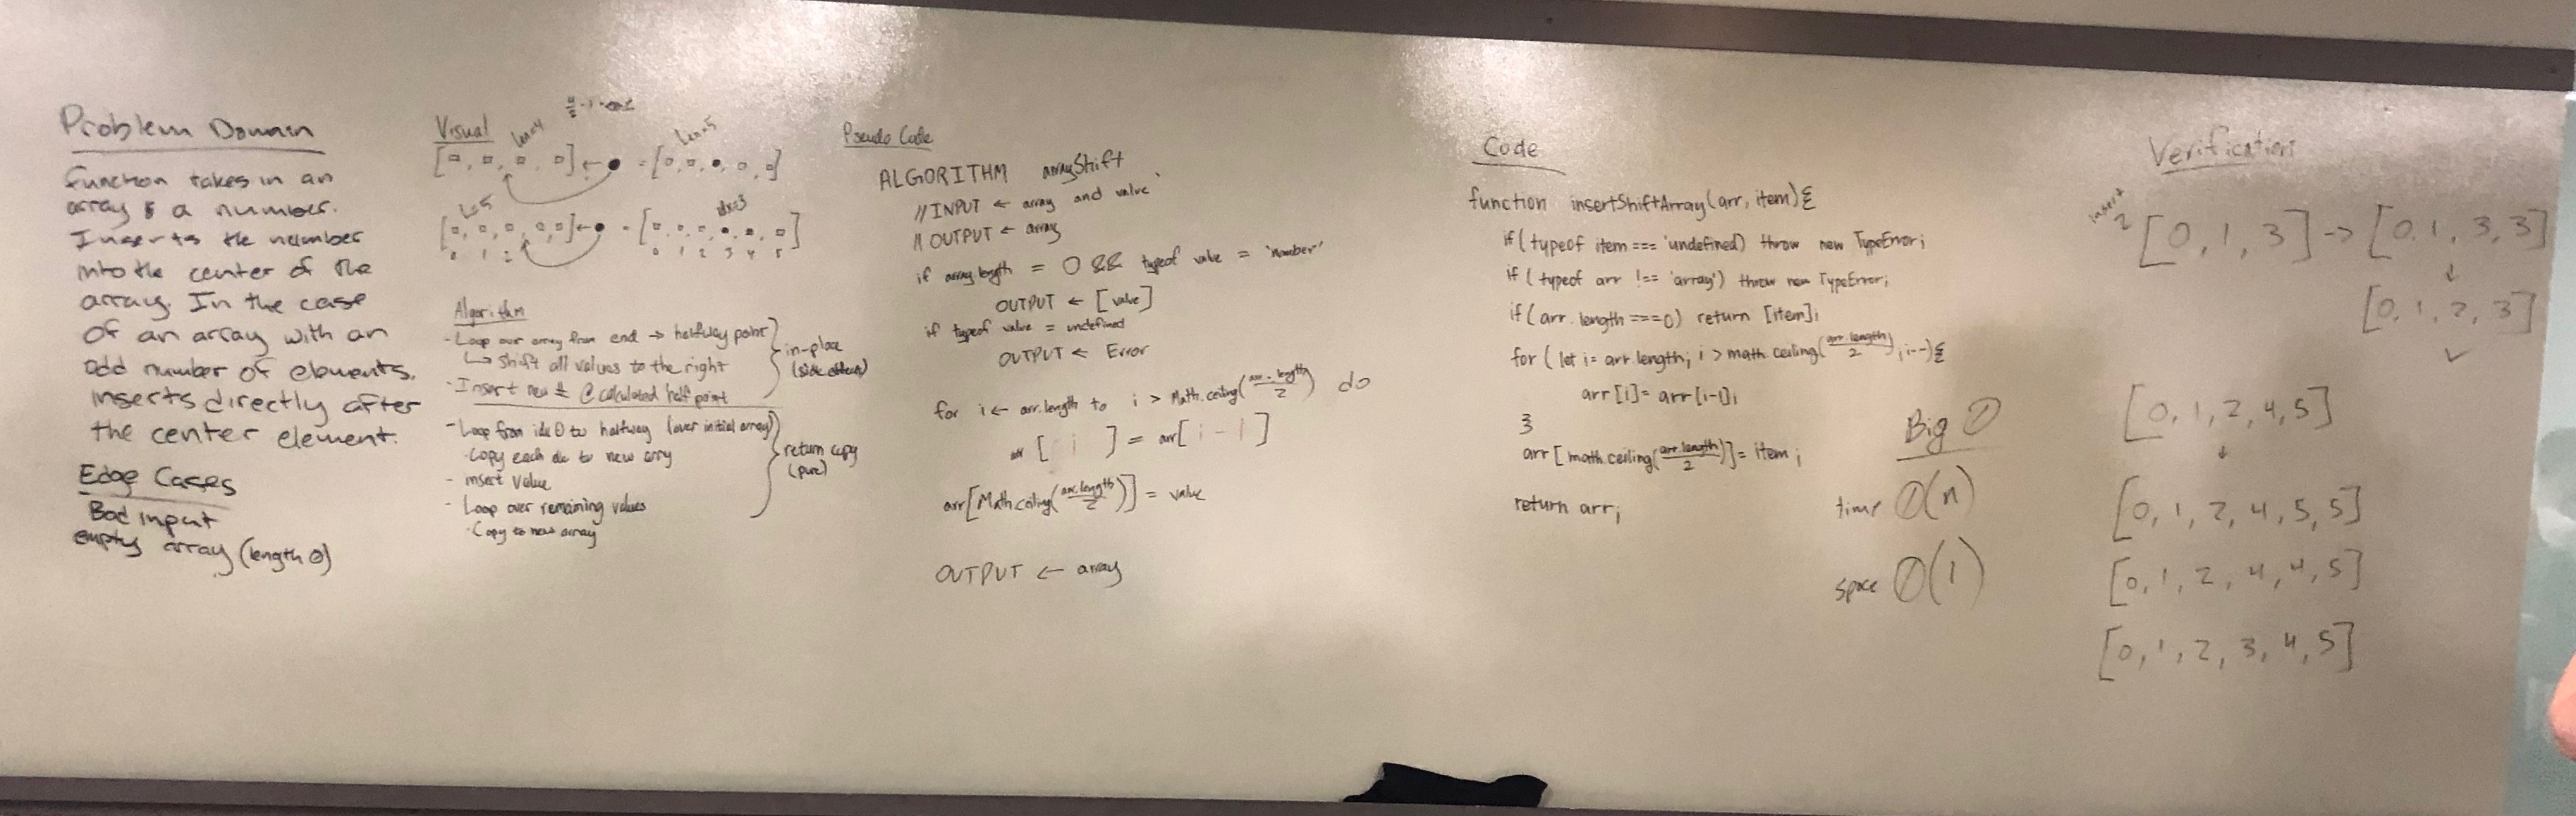 Problem Domain
function takes in an
array & a number.
Inserts the number
into the center of the
array. In the case
of an array with an
odd number of elements,
inserts directly after
the center element.
Edge Cases
Bad input
empty array (length 0)
Visual
len=4
len=5
[▫, ▫, ▫, ▫] ← ● = [▫, ▫, ●, ▫, ▫]
L=5
idx=3
[▫, ▫, ▫, ▫, ▫] ← ● = [▫, ▫, ▫, ●, ▫, ▫]
0 1 2
0 1 2 3 4 5
Algorithm
- Loop over array from end → halfway point
↳ Shift all values to the right
- Insert new # @ calculated half point
in-place
(side effects)
- Loop from idx 0 to halfway (over initial array)
· Copy each ele to new arry
- insert value
- Loop over remaining values
· Copy to new array
return copy
(pure)
Pseudo Code
ALGORITHM arrayShift
// INPUT ← array and value
// OUTPUT ← array
if array.length = 0 && typeof value = 'number'
OUTPUT ← [value]
if typeof value = undefined
OUTPUT ← Error
for i ← arr.length to i > Math.ceiling(arr.length/2) do
arr[ i ] = arr[ i - 1 ]
arr[Math.ceiling(arr.length/2)] = value
OUTPUT ← array
Code
function insertShiftArray(arr, item){
if(typeof item === 'undefined) throw new TypeError;
if( typeof arr !== 'array') throw new TypeError;
if(arr.length===0) return [item];
for (let i= arr.length; i > math.ceiling(arr.length/2); i--){
arr[i]= arr[i-1];
}
arr[math.ceiling(arr.length/2)]= item;
return arr;
Big O
time O(n)
space O(1)
Verification
insert
2
[0, 1, 3] → [0, 1, 3, 3]
↓
[0, 1, 2, 3]
✓
[0, 1, 2, 4, 5]
↓
[0, 1, 2, 4, 5, 5]
[0, 1, 2, 4, 4, 5]
[0, 1, 2, 3, 4, 5]